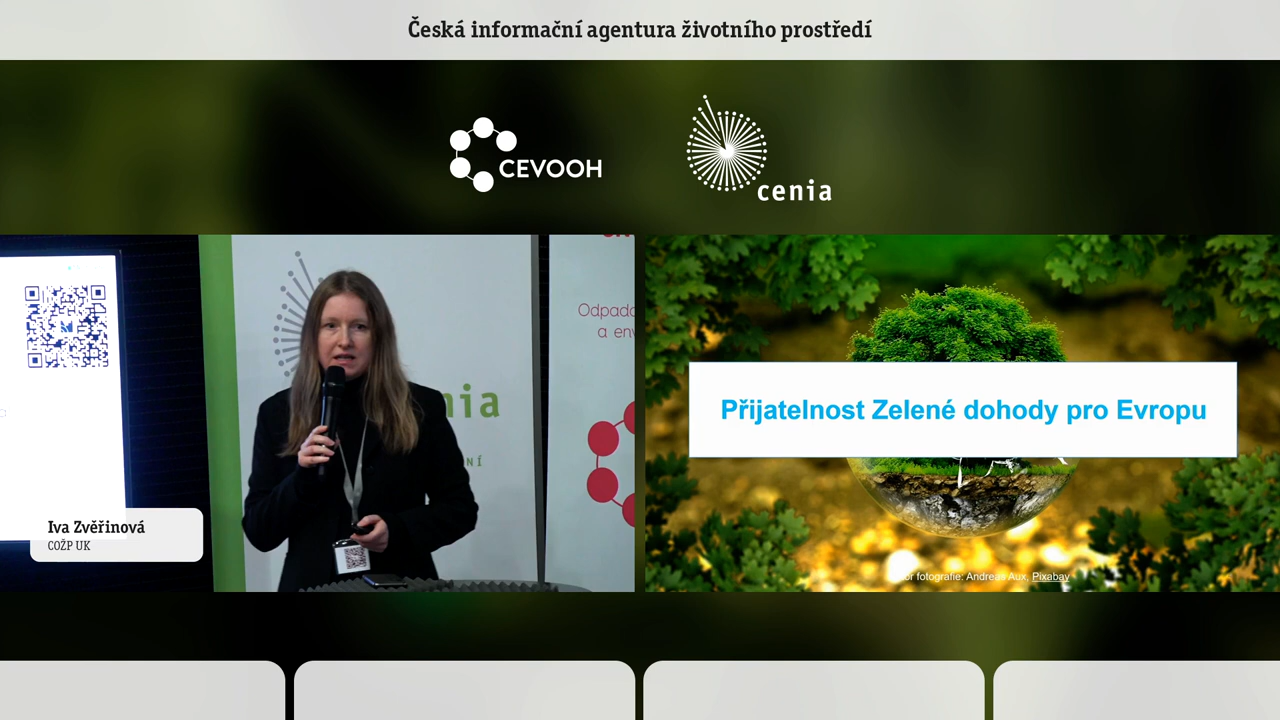 Česká informační agentura životního prostředí
CEVOOH
cenia
nia
Iva Zvěřinová
COŽP UK
Přijatelnost Zelené dohody pro Evropu
fotografie: Andreas Aux, Pixabay